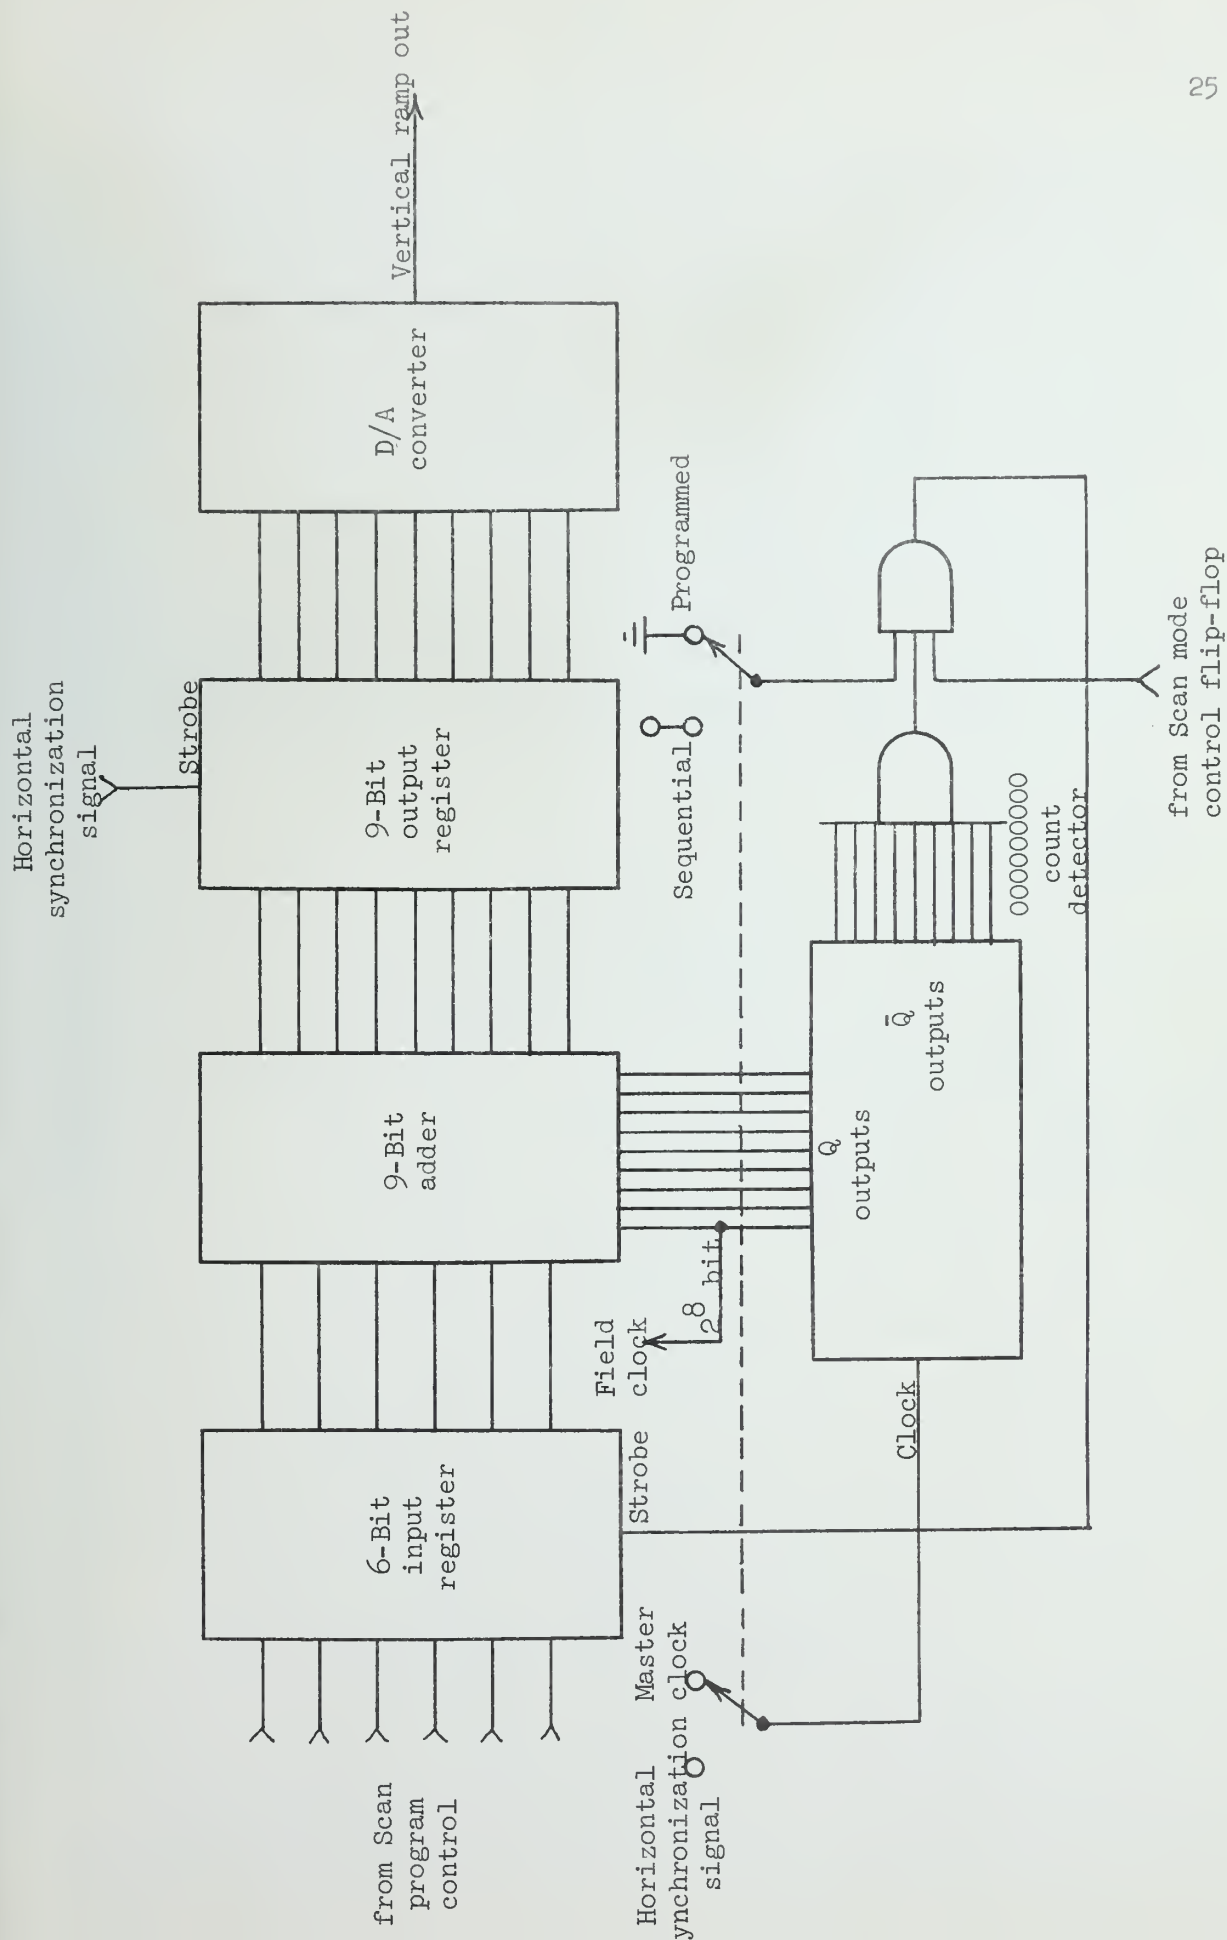 25
Horizontal
synchronization
signal
Strobe
from Scan
program
control
6-Bit
input
register
9-Bit
adder
9-Bit
output
register
D/A
converter
Vertical ramp out
Strobe
Field
clock
2⁸ bit
Sequential
Programmed
Horizontal
ynchronization
signal
Master
clock
Clock
Q
outputs
Q̄
outputs
000000000
count
detector
from Scan mode
control flip-flop